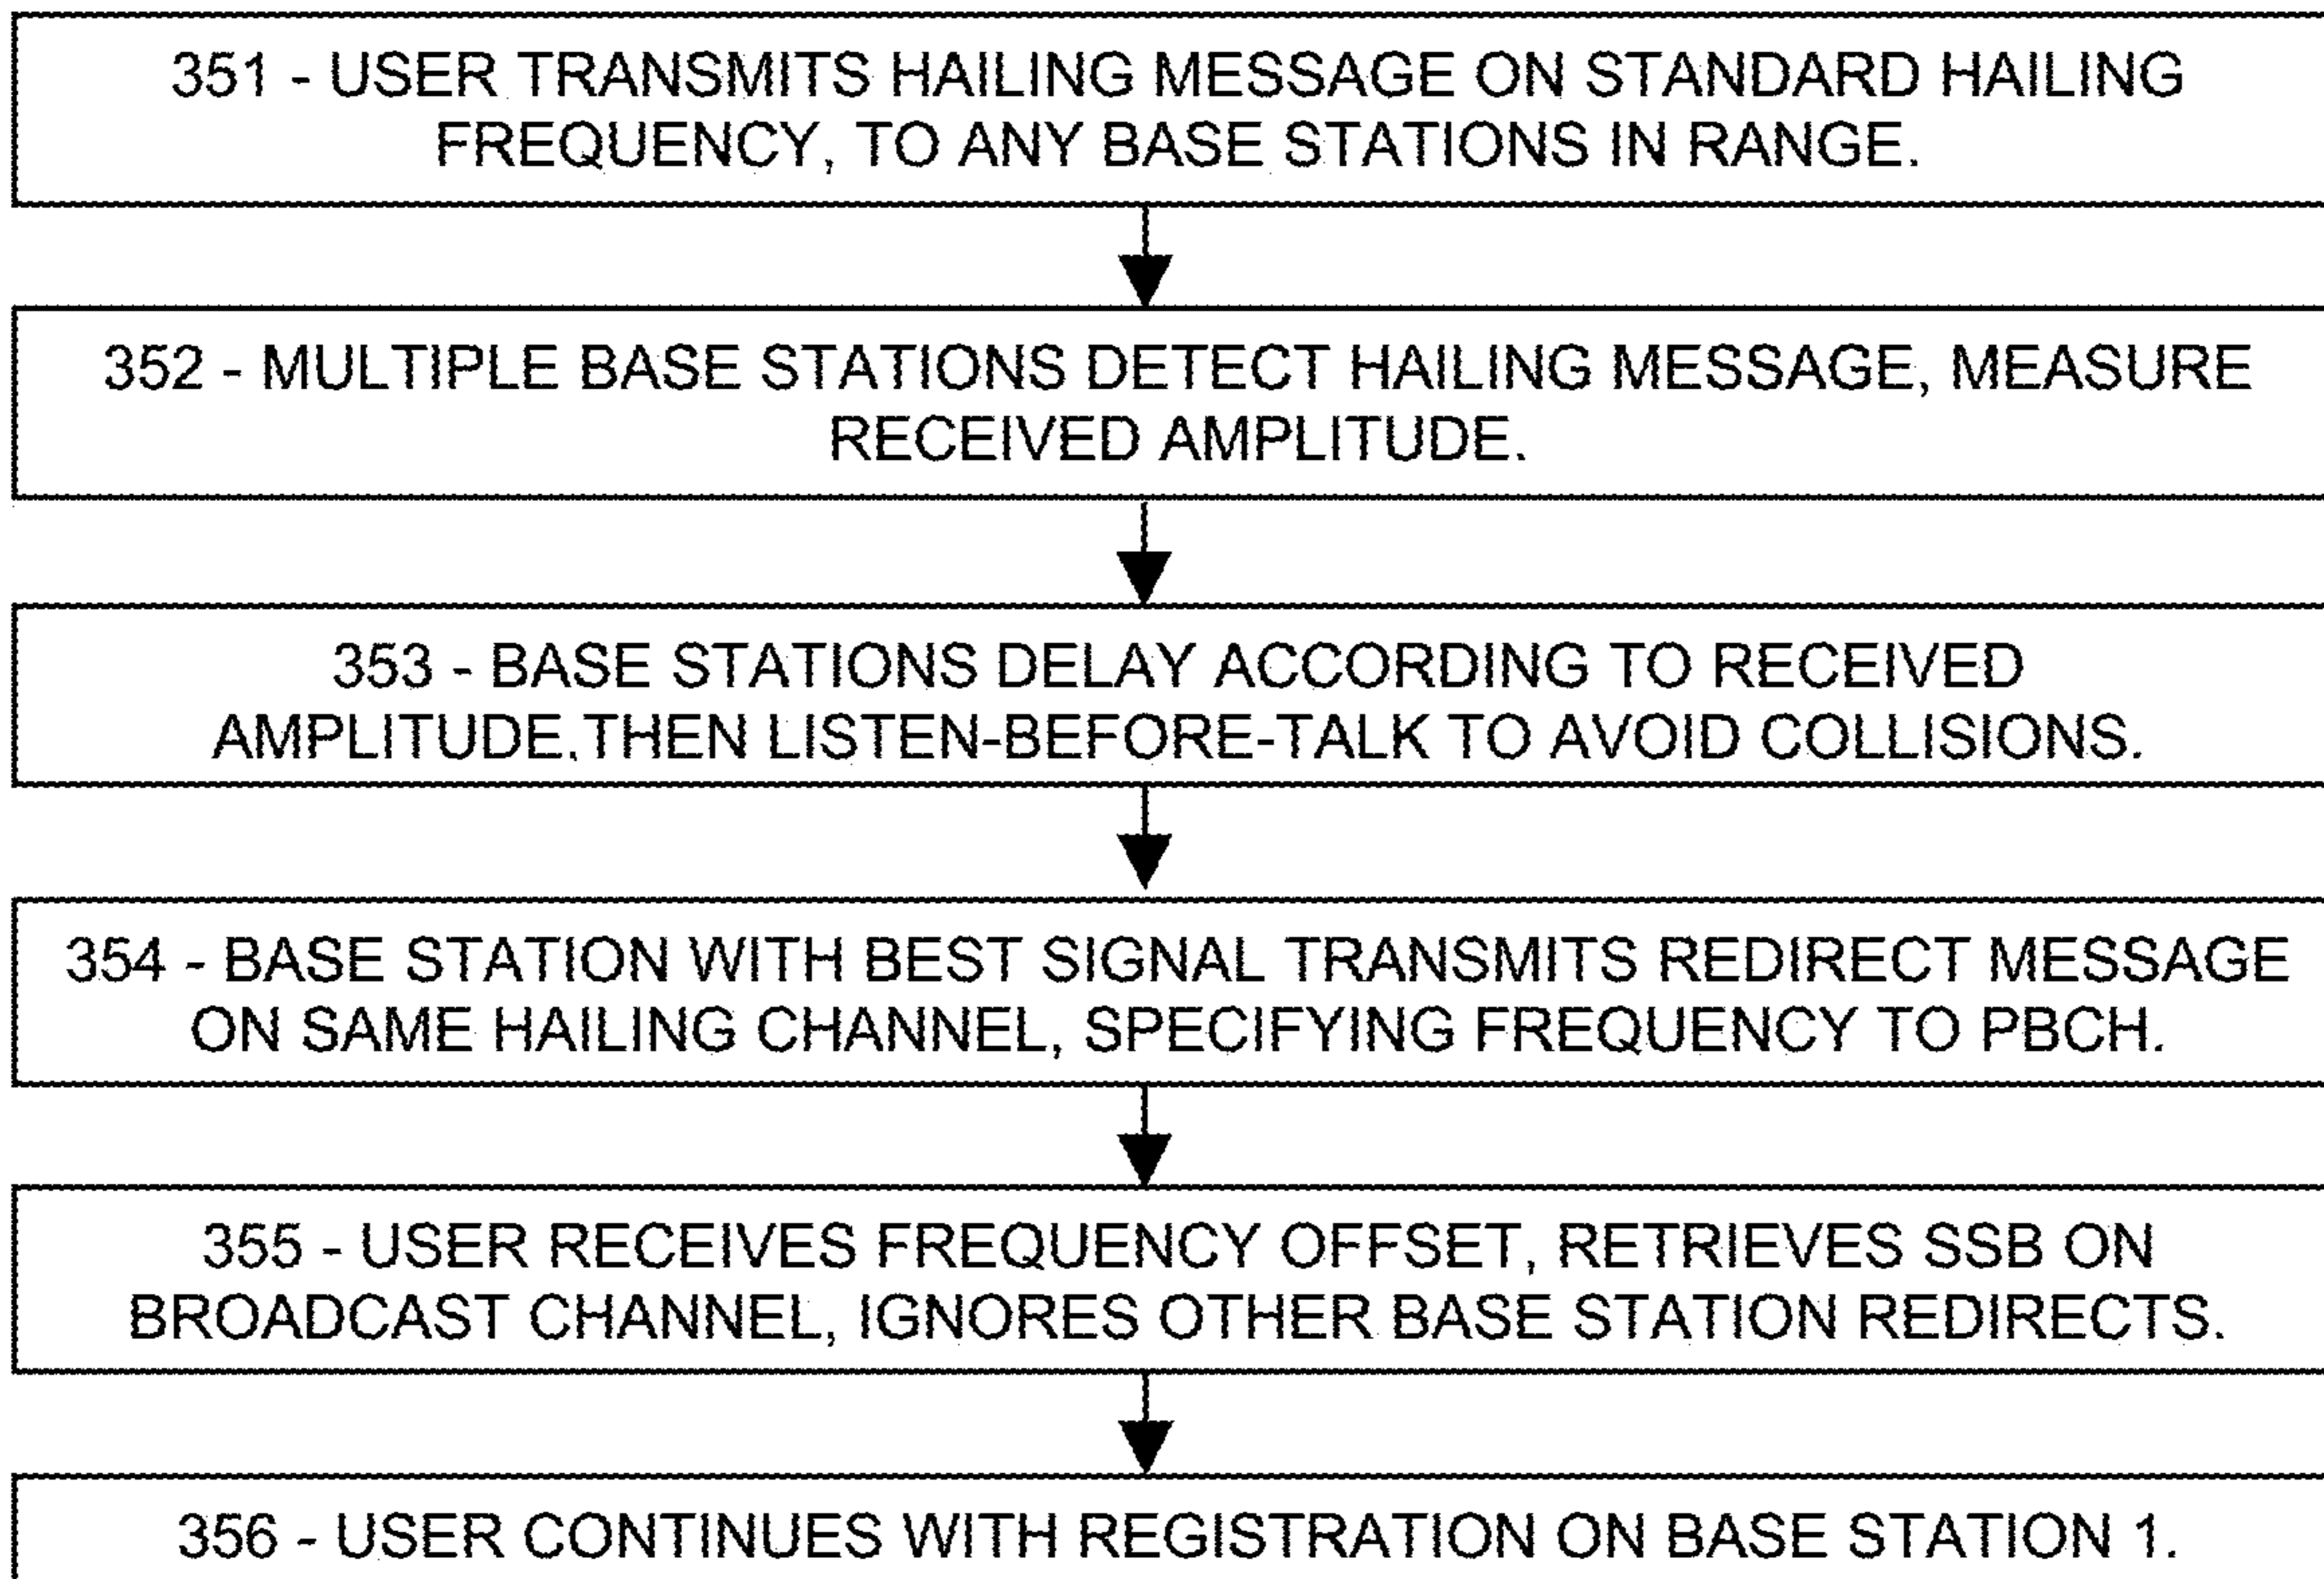 351 - USER TRANSMITS HAILING MESSAGE ON STANDARD HAILING
FREQUENCY, TO ANY BASE STATIONS IN RANGE.
352 - MULTIPLE BASE STATIONS DETECT HAILING MESSAGE, MEASURE
RECEIVED AMPLITUDE.
353 - BASE STATIONS DELAY ACCORDING TO RECEIVED
AMPLITUDE.THEN LISTEN-BEFORE-TALK TO AVOID COLLISIONS.
354 - BASE STATION WITH BEST SIGNAL TRANSMITS REDIRECT MESSAGE
ON SAME HAILING CHANNEL, SPECIFYING FREQUENCY TO PBCH.
355 - USER RECEIVES FREQUENCY OFFSET, RETRIEVES SSB ON
BROADCAST CHANNEL, IGNORES OTHER BASE STATION REDIRECTS.
356 - USER CONTINUES WITH REGISTRATION ON BASE STATION 1.